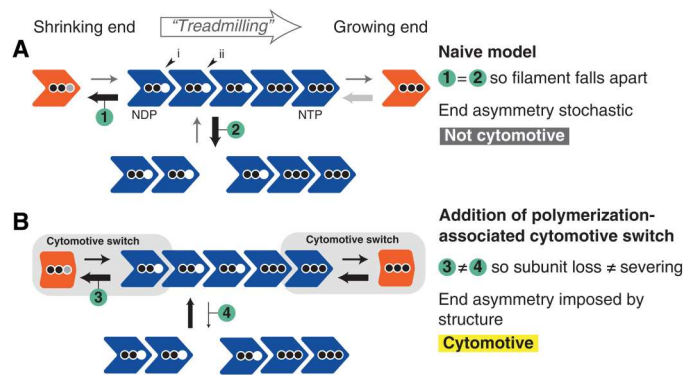 Shrinking end
"Treadmilling"
Growing end
A
i
ii
Naive model
1 = 2 so filament falls apart
1
NDP
NTP
End asymmetry stochastic
2
Not cytomotive
B
Cytomotive switch
Cytomotive switch
Addition of polymerization-
associated cytomotive switch
3 ≠ 4 so subunit loss ≠ severing
3
End asymmetry imposed by
structure
4
Cytomotive